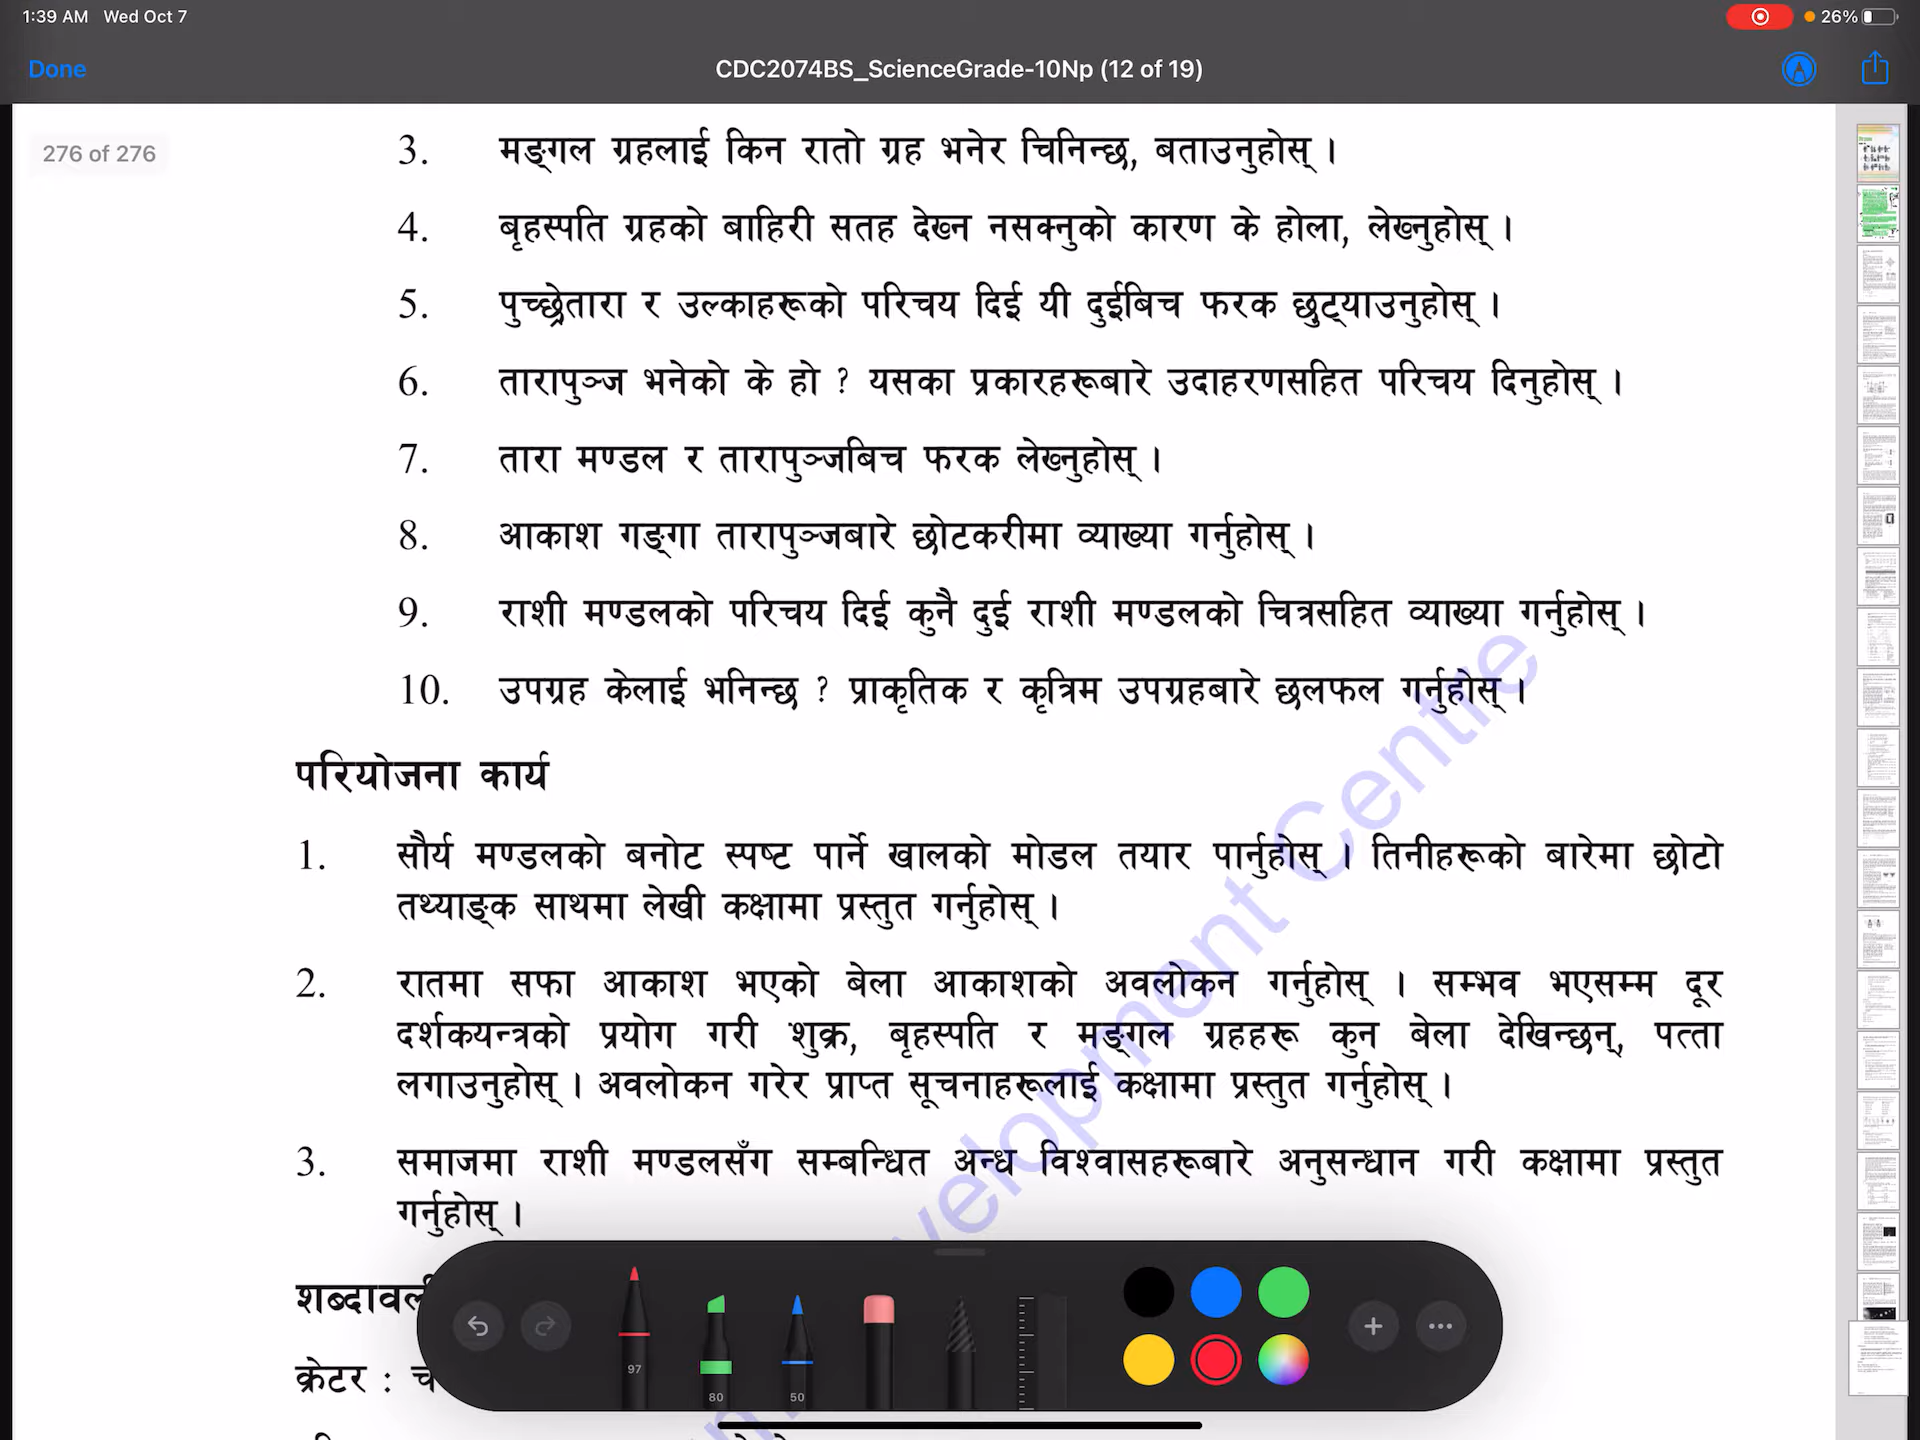 1:39 AM Wed Oct 7
26%
Done
CDC2074BS_ScienceGrade-10Np (12 of 19)
276 of 276
3. मङ्गल ग्रहलाई किन रातो ग्रह भनेर चिनिन्छ, बताउनुहोस् ।
4. बृहस्पति ग्रहको बाहिरी सतह देख्न नसक्नुको कारण के होला, लेख्नुहोस् ।
5. पुच्छ्रेतारा र उल्काहरूको परिचय दिई यी दुईबिच फरक छुट्याउनुहोस् ।
6. तारापुञ्ज भनेको के हो ? यसका प्रकारहरूबारे उदाहरणसहित परिचय दिनुहोस् ।
7. तारा मण्डल र तारापुञ्जबिच फरक लेख्नुहोस् ।
8. आकाश गङ्गा तारापुञ्जबारे छोटकरीमा व्याख्या गर्नुहोस् ।
9. राशी मण्डलको परिचय दिई कुनै दुई राशी मण्डलको चित्रसहित व्याख्या गर्नुहोस् ।
10. उपग्रह केलाई भनिन्छ ? प्राकृतिक र कृत्रिम उपग्रहबारे छलफल गर्नुहोस् ।
परियोजना कार्य
1. सौर्य मण्डलको बनोट स्पष्ट पार्ने खालको मोडल तयार पार्नुहोस् । तिनीहरूको बारेमा छोटो
तथ्याङ्क साथमा लेखी कक्षामा प्रस्तुत गर्नुहोस् ।
2. रातमा सफा आकाश भएको बेला आकाशको अवलोकन गर्नुहोस् । सम्भव भएसम्म दूर
दर्शकयन्त्रको प्रयोग गरी शुक्र, बृहस्पति र मङ्गल ग्रहहरू कुन बेला देखिन्छन्, पत्ता
लगाउनुहोस् । अवलोकन गरेर प्राप्त सूचनाहरूलाई कक्षामा प्रस्तुत गर्नुहोस् ।
3. समाजमा राशी मण्डलसँग सम्बन्धित अन्ध विश्वासहरूबारे अनुसन्धान गरी कक्षामा प्रस्तुत
गर्नुहोस् ।
velopment Centre
क्रेटर :
97
80
50